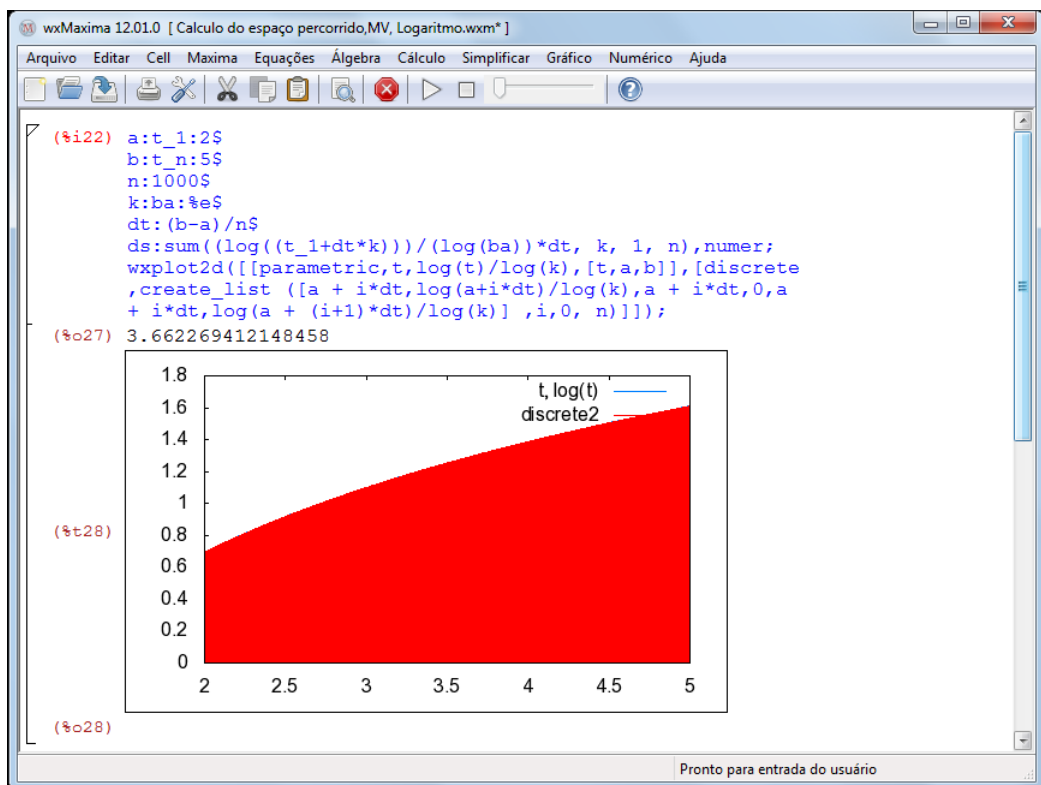 wxMaxima 12.01.0 [ Calculo do espaço percorrido,MV, Logaritmo.wxm* ]
Arquivo Editar Cell Maxima Equações Álgebra Cálculo Simplificar Gráfico Numérico Ajuda
(%i22) a:t_1:2$
b:t_n:5$
n:1000$
k:ba:%e$
dt:(b-a)/n$
ds:sum((log((t_1+dt*k)))/(log(ba))*dt, k, 1, n),numer;
wxplot2d([[parametric,t,log(t)/log(k),[t,a,b]],[discrete
,create_list ([a + i*dt,log(a+i*dt)/log(k),a + i*dt,0,a
+ i*dt,log(a + (i+1)*dt)/log(k)] ,i,0, n)]]);
(%o27) 3.662269412148458
1.8
t, log(t)
1.6
discrete2
1.4
1.2
1
(%t28)
0.8
0.6
0.4
0.2
0
2 2.5 3 3.5 4 4.5 5
(%o28)
Pronto para entrada do usuário